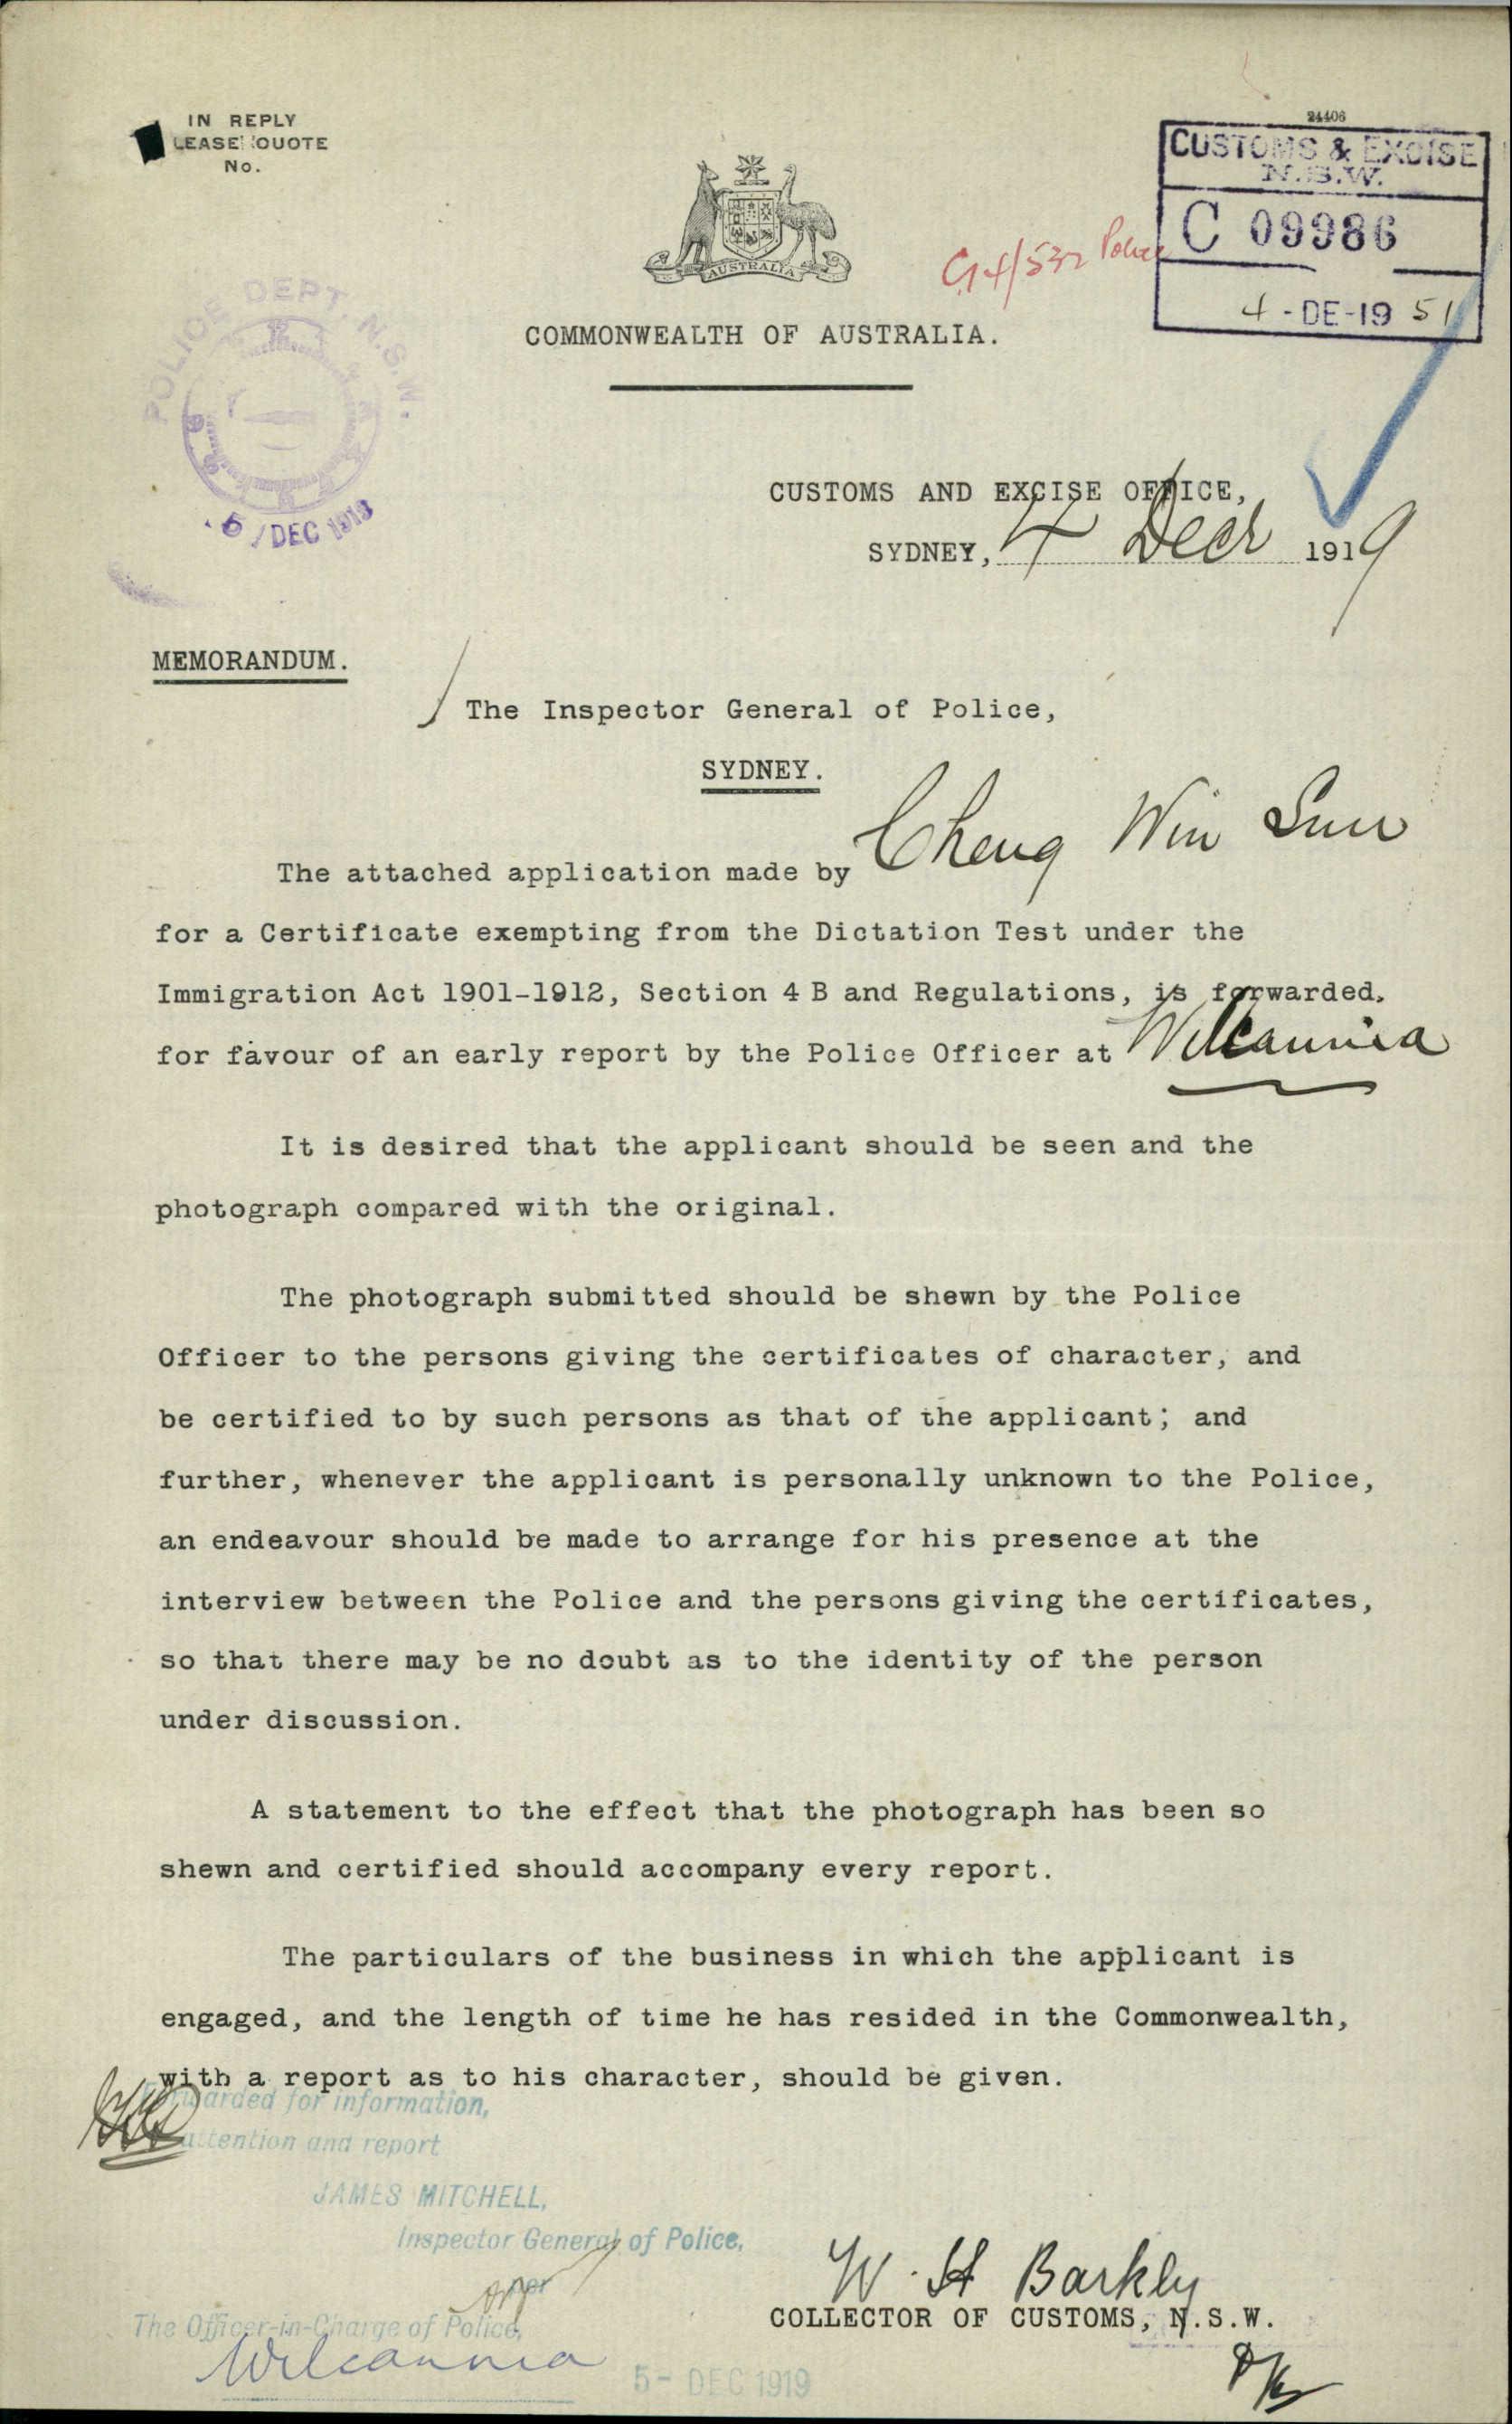 IN REPLY
LEASE QUOTE
No.
24406
CUSTOMS & EXCISE
N.S.W.
C 09986
4-DE-19 51
G4/532 Police
AUSTRALIA
POLICE DEPT. N.S.W.
5 DEC 1919
COMMONWEALTH OF AUSTRALIA.
CUSTOMS AND EXCISE OFFICE,
SYDNEY, 4 Decr 1919
MEMORANDUM.
The Inspector General of Police,
SYDNEY.
The attached application made by Cheng Win Sun
for a Certificate exempting from the Dictation Test under the
Immigration Act 1901-1912, Section 4 B and Regulations, is forwarded,
for favour of an early report by the Police Officer at Wilcannia
It is desired that the applicant should be seen and the
photograph compared with the original.
The photograph submitted should be shewn by the Police
Officer to the persons giving the certificates of character, and
be certified to by such persons as that of the applicant; and
further, whenever the applicant is personally unknown to the Police,
an endeavour should be made to arrange for his presence at the
interview between the Police and the persons giving the certificates,
so that there may be no doubt as to the identity of the person
under discussion.
A statement to the effect that the photograph has been so
shewn and certified should accompany every report.
The particulars of the business in which the applicant is
engaged, and the length of time he has resided in the Commonwealth,
with a report as to his character, should be given.
Forwarded for information,
attention and report
JAMES MITCHELL,
Inspector General of Police,
per
W. H Barkly
COLLECTOR OF CUSTOMS, N.S.W.
The Officer-in-Charge of Police,
Wilcannia
5- DEC 1919